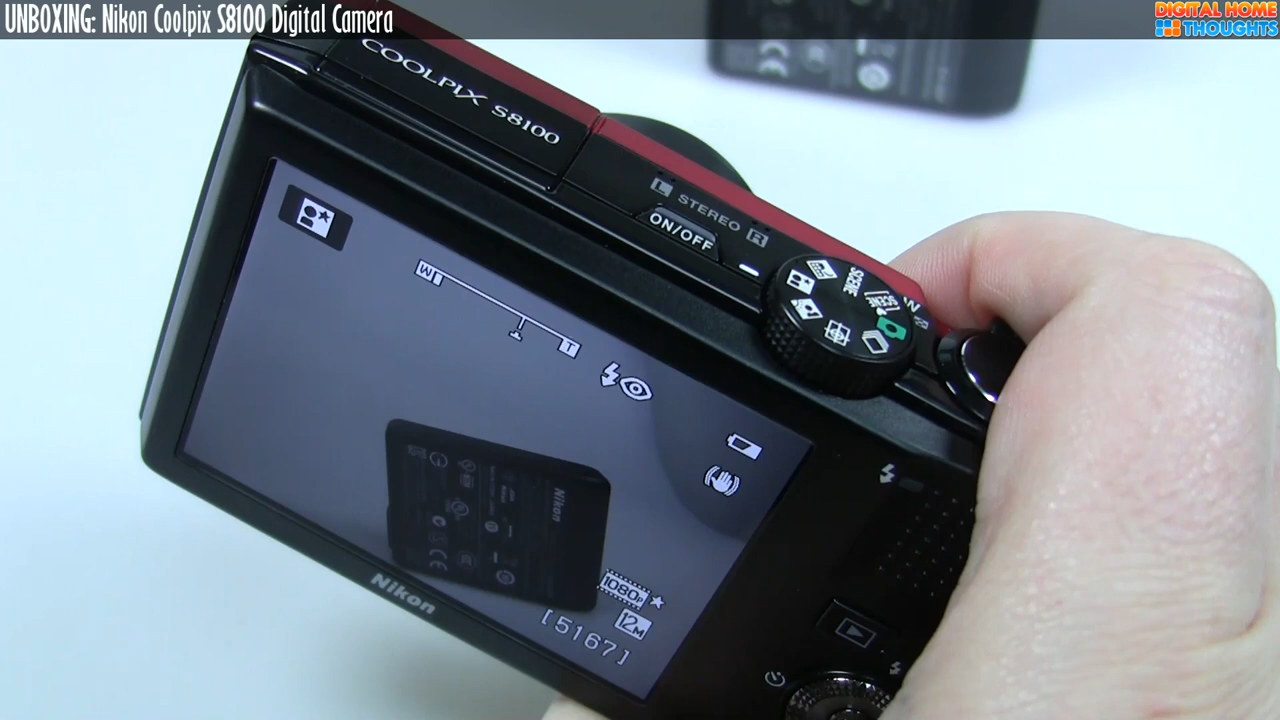 UNBOXING: Nikon Coolpix S8100 Digital Camera
DIGITAL HOME
THOUGHTS
COOLPIX S8100
L STEREO R
ON/OFF
SCENE
SCENE
W
T
Nikon
1080P
12M
[5167]
Nikon